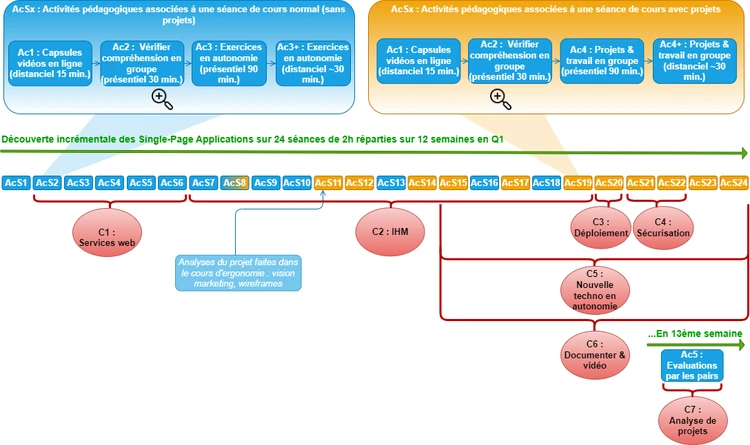 AcSx : Activités pédagogiques associées à une séance de cours normal (sans
projets)
Ac1 : Capsules
vidéos en ligne
(distanciel 15 min.)
Ac2 : Vérifier
compréhension en
groupe
(présentiel 30 min.)
Ac3 : Exercices
en autonomie
(présentiel 90
min.)
Ac3+ : Exercices
en autonomie
(distanciel ~30
min.)
AcSx : Activités pédagogiques associées à une séance de cours avec projets
Ac1 : Capsules
vidéos en ligne
(distanciel 15 min.)
Ac2 : Vérifier
compréhension en
groupe
(présentiel 30 min.)
Ac4 : Projets &
travail en groupe
(présentiel 90 min.)
Ac4+ : Projets &
travail en groupe
(distanciel ~30
min.)
Découverte incrémentale des Single-Page Applications sur 24 séances de 2h réparties sur 12 semaines en Q1
AcS1 AcS2 AcS3 AcS4 AcS5 AcS6 AcS7 AcS8 AcS9 AcS10 AcS11 AcS12 AcS13 AcS14 AcS15 AcS16 AcS17 AcS18 AcS19 AcS20 AcS21 AcS22 AcS23 AcS24
C1 :
Services web
C2 : IHM
C3 :
Déploiement
C4 :
Sécurisation
Analyses du projet faites dans
le cours d'ergonomie : vision
marketing, wireframes
C5 :
Nouvelle
techno en
autonomie
C6 :
Documenter &
vidéo
...En 13ème semaine
Ac5 :
Evaluations
par les pairs
C7 :
Analyse de
projets